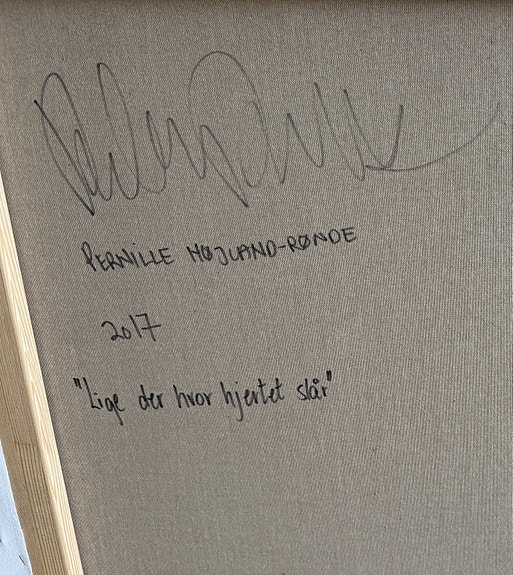 PERNILLE HØJLAND-RØNDE
2017
"Lige der hvor hjertet slår"